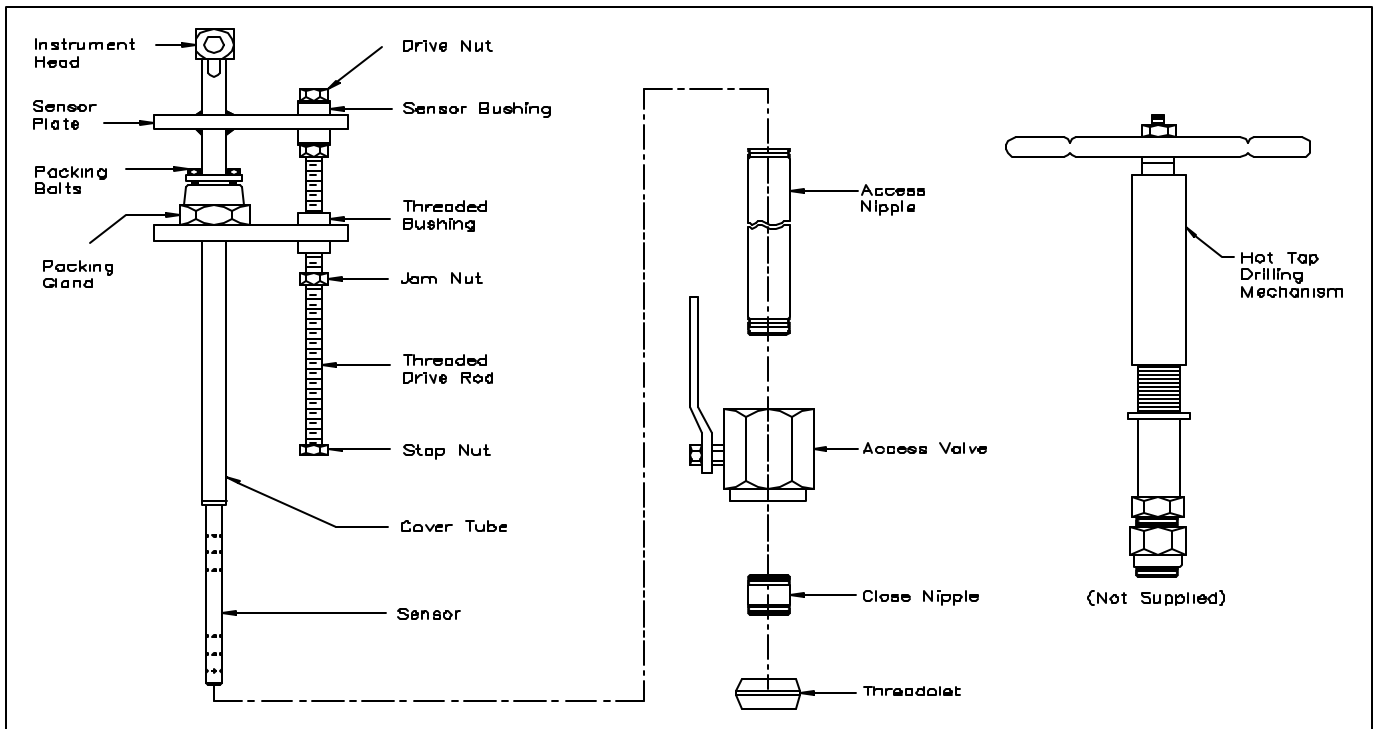 Instrument
Head
Sensor
Plate
Packing
Bolts
Packing
Gland
Drive Nut
Sensor Bushing
Threaded
Bushing
Jam Nut
Threaded
Drive Rod
Stop Nut
Cover Tube
Sensor
Access
Nipple
Access Valve
Close Nipple
Threadolet
Hot Tap
Drilling
Mechanism
(Not Supplied)